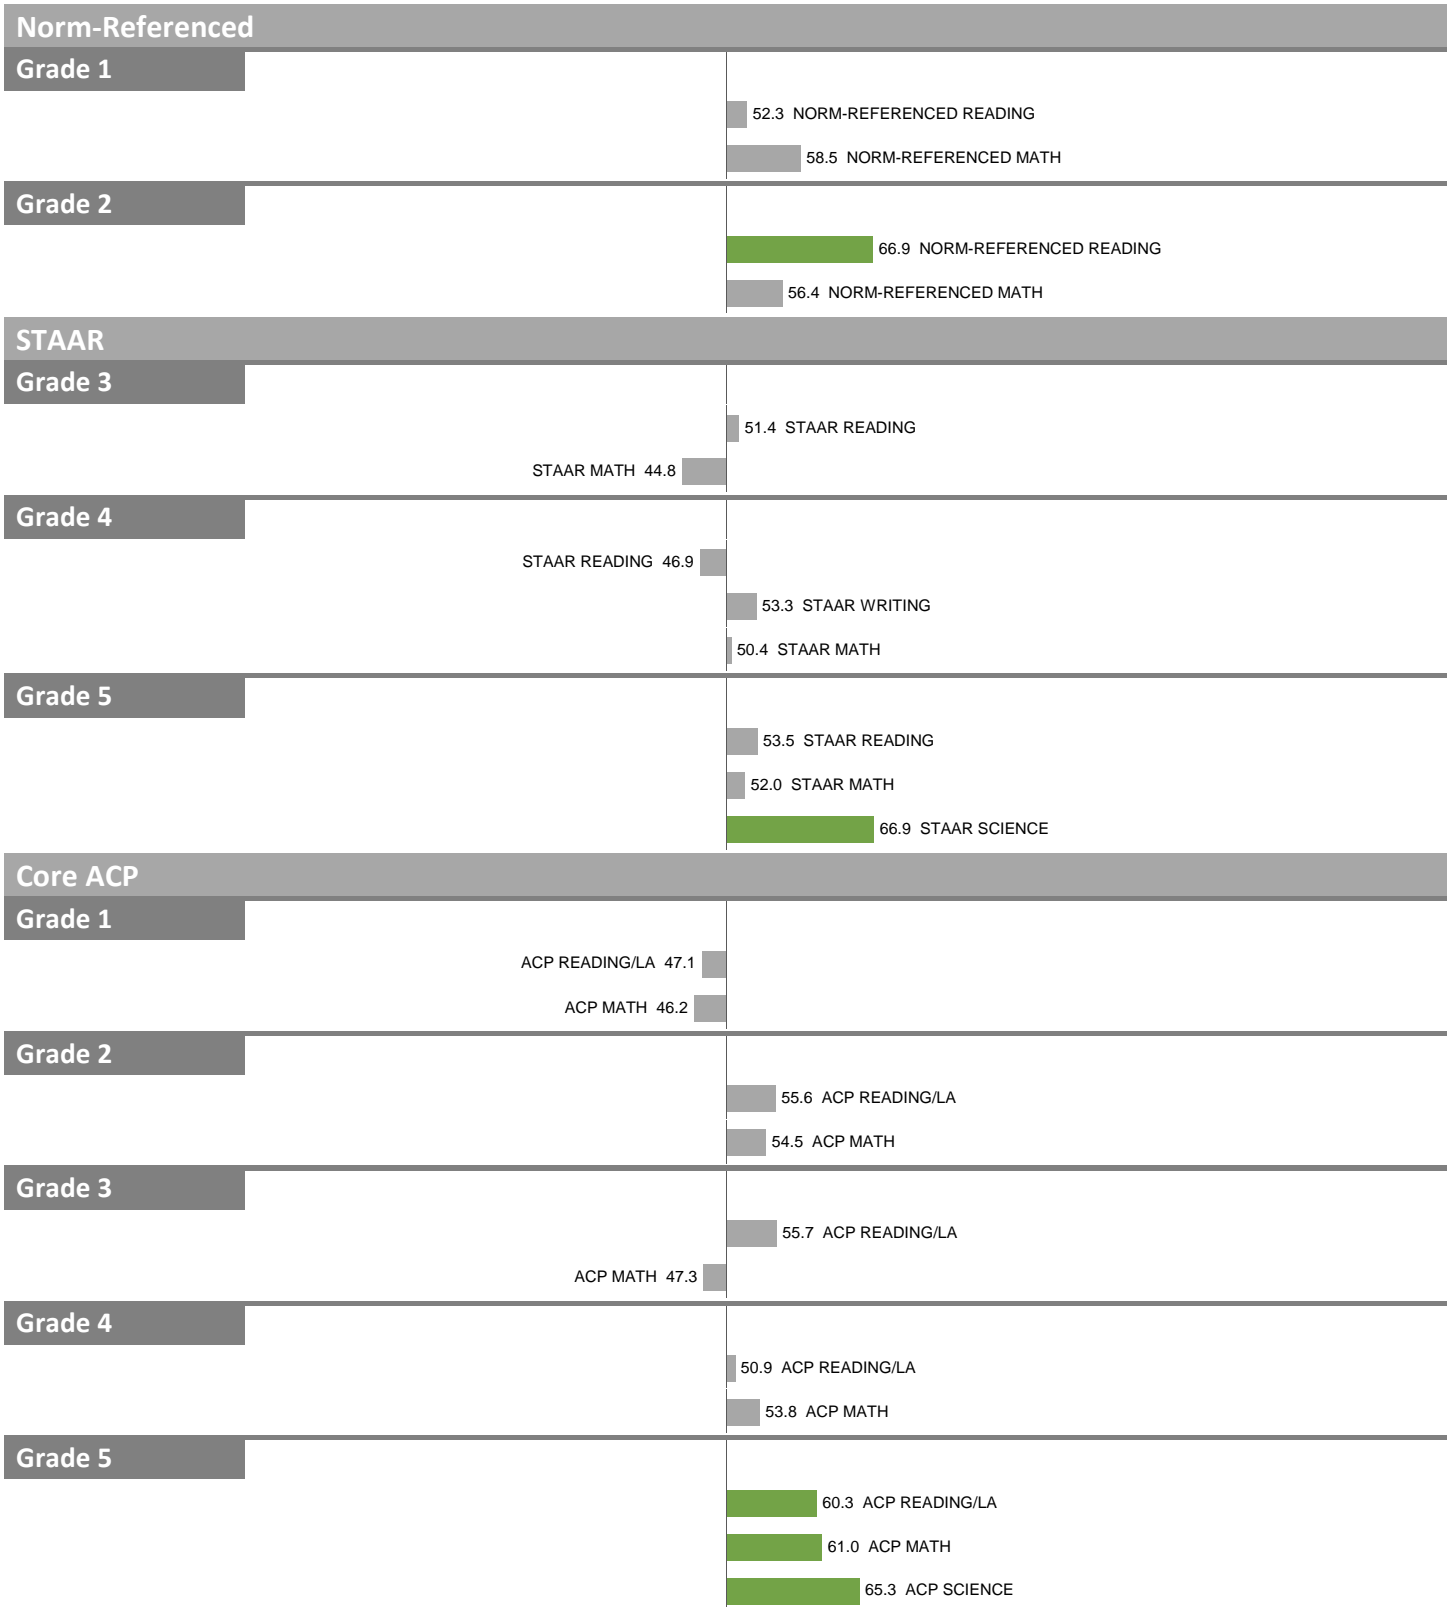 Norm-Referenced
Grade 1
52.3 NORM-REFERENCED READING
58.5 NORM-REFERENCED MATH
Grade 2
66.9 NORM-REFERENCED READING
56.4 NORM-REFERENCED MATH
STAAR
Grade 3
51.4 STAAR READING
STAAR MATH 44.8
Grade 4
STAAR READING 46.9
53.3 STAAR WRITING
50.4 STAAR MATH
Grade 5
53.5 STAAR READING
52.0 STAAR MATH
66.9 STAAR SCIENCE
Core ACP
Grade 1
ACP READING/LA 47.1
ACP MATH 46.2
Grade 2
55.6 ACP READING/LA
54.5 ACP MATH
Grade 3
55.7 ACP READING/LA
ACP MATH 47.3
Grade 4
50.9 ACP READING/LA
53.8 ACP MATH
Grade 5
60.3 ACP READING/LA
61.0 ACP MATH
65.3 ACP SCIENCE